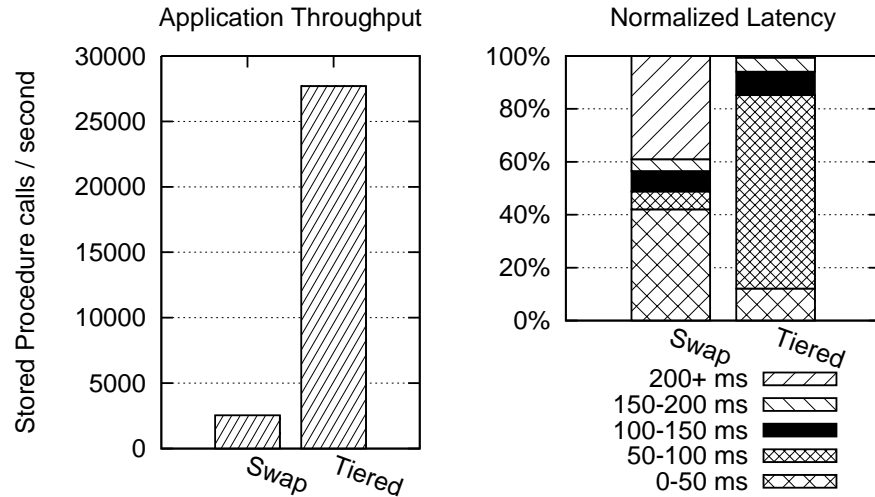 Application Throughput
Stored Procedure calls / second
30000
25000
20000
15000
10000
5000
0
Swap
Tiered
Normalized Latency
100%
80%
60%
40%
20%
0%
Swap
Tiered
200+ ms
150-200 ms
100-150 ms
50-100 ms
0-50 ms